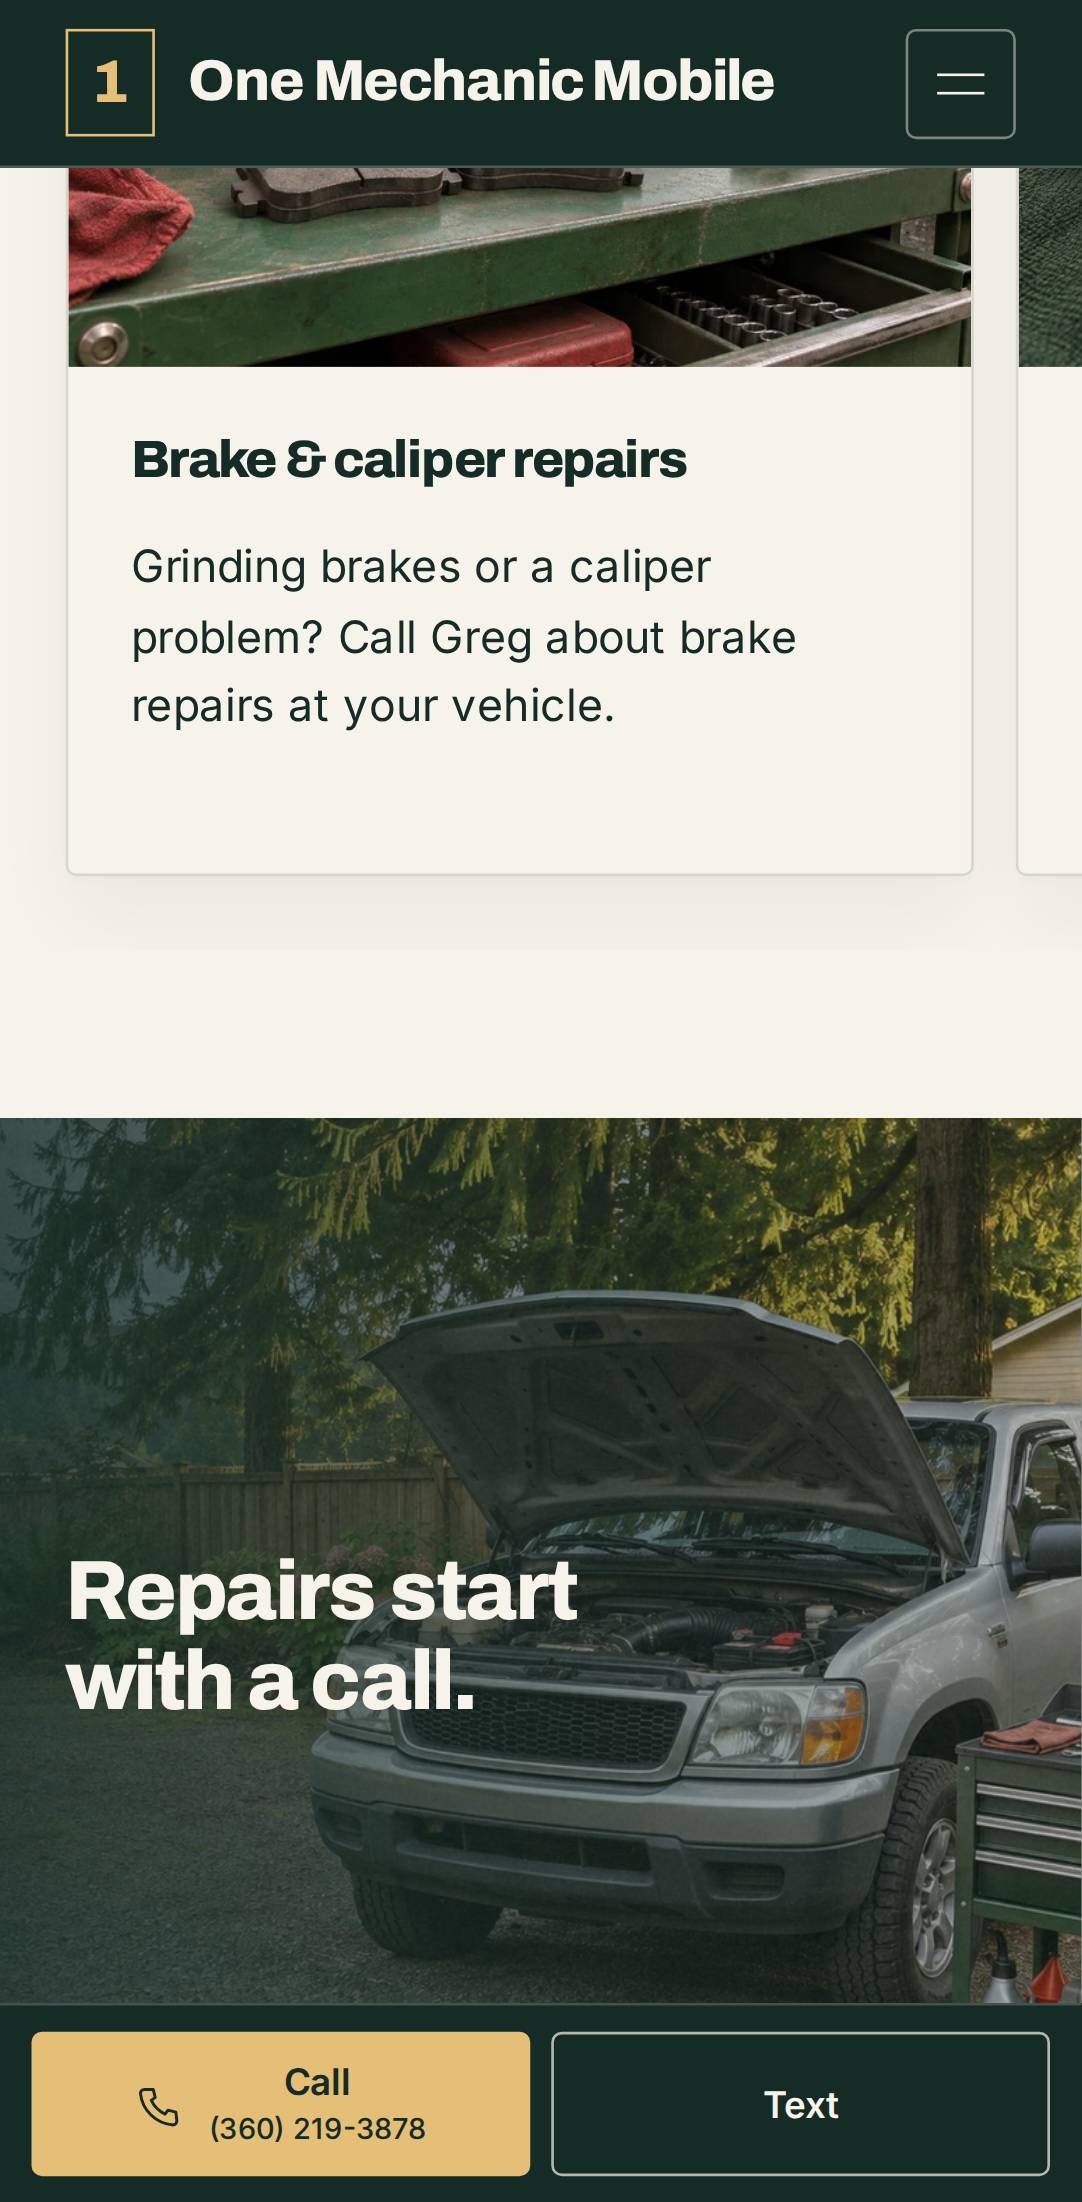 1 One Mechanic Mobile
Brake & caliper repairs
Grinding brakes or a caliper
problem? Call Greg about brake
repairs at your vehicle.
Repairs start
with a call.
Call
(360) 219-3878
Text